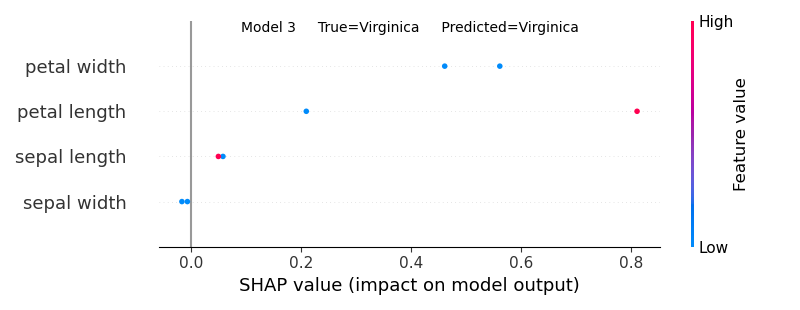 Model 3 True=Virginica Predicted=Virginica
High
petal width
petal length
sepal length
sepal width
Feature value
Low
0.0 0.2 0.4 0.6 0.8
SHAP value (impact on model output)